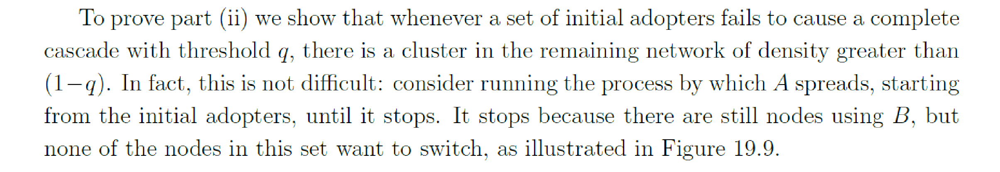 To prove part (ii) we show that whenever a set of initial adopters fails to cause a complete
cascade with threshold q, there is a cluster in the remaining network of density greater than
(1−q). In fact, this is not difficult: consider running the process by which A spreads, starting
from the initial adopters, until it stops. It stops because there are still nodes using B, but
none of the nodes in this set want to switch, as illustrated in Figure 19.9.